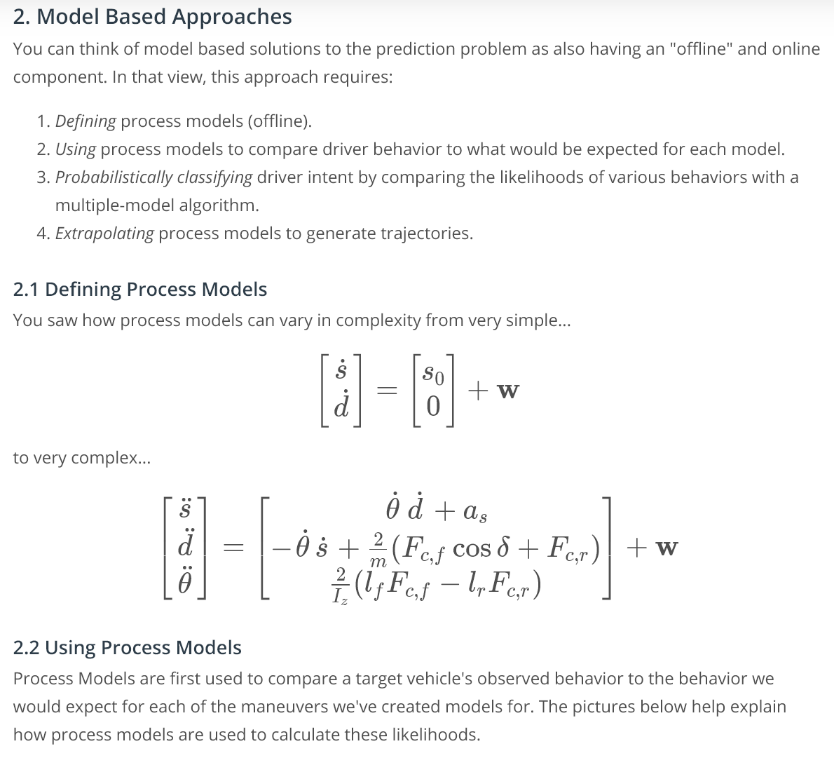 2. Model Based Approaches
You can think of model based solutions to the prediction problem as also having an "offline" and online
component. In that view, this approach requires:
1. Defining process models (offline).
2. Using process models to compare driver behavior to what would be expected for each model.
3. Probabilistically classifying driver intent by comparing the likelihoods of various behaviors with a
multiple-model algorithm.
4. Extrapolating process models to generate trajectories.
2.1 Defining Process Models
You saw how process models can vary in complexity from very simple...
[ṡ; ḋ] = [ṡ₀; 0] + w
to very complex...
[s̈; d̈; θ̈] = [θ̇ ḋ + aₛ; −θ̇ ṡ + 2/m (F_{c,f} cos δ + F_{c,r}); 2/I_z (l_f F_{c,f} − l_r F_{c,r})] + w
2.2 Using Process Models
Process Models are first used to compare a target vehicle's observed behavior to the behavior we
would expect for each of the maneuvers we've created models for. The pictures below help explain
how process models are used to calculate these likelihoods.